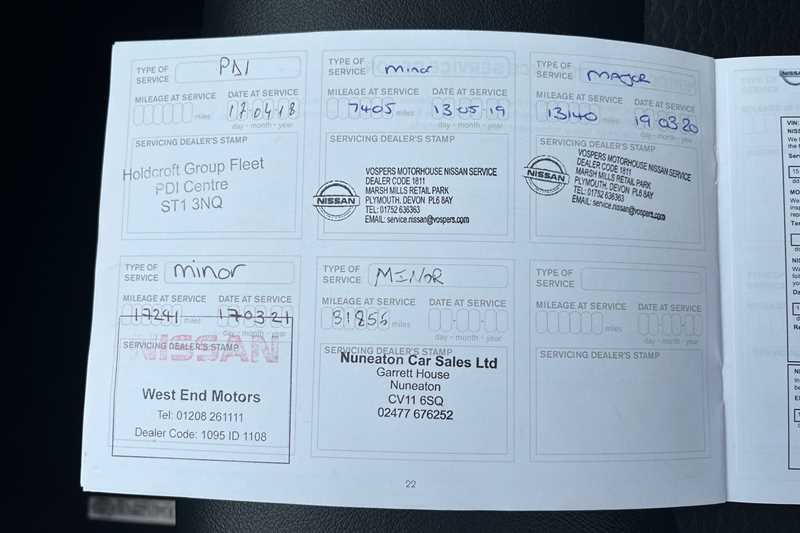 TYPE OF SERVICE PDI
MILEAGE AT SERVICE DATE AT SERVICE
miles 17 04 18
day - month - year
SERVICING DEALER'S STAMP
Holdcroft Group Fleet
PDI Centre
ST1 3NQ
TYPE OF SERVICE minor
MILEAGE AT SERVICE DATE AT SERVICE
7405 miles 13-05-19
day - month - year
SERVICING DEALER'S STAMP
NISSAN
VOSPERS MOTORHOUSE NISSAN SERVICE
DEALER CODE 1811
MARSH MILLS RETAIL PARK
PLYMOUTH. DEVON PL6 8AY
TEL: 01752 636363
EMAIL: service.nissan@vospers.com
TYPE OF SERVICE MAJOR
MILEAGE AT SERVICE DATE AT SERVICE
13140 miles 19 03 20
day - month - year
SERVICING DEALER'S STAMP
NISSAN
VOSPERS MOTORHOUSE NISSAN SERVICE
DEALER CODE 1811
MARSH MILLS RETAIL PARK
PLYMOUTH. DEVON PL6 8AY
TEL: 01752 636363
EMAIL: service.nissan@vospers.com
TYPE OF SERVICE minor
MILEAGE AT SERVICE DATE AT SERVICE
17241 miles 17 03 21
day - month - year
SERVICING DEALER'S STAMP
NISSAN
West End Motors
Tel: 01208 261111
Dealer Code: 1095 ID 1108
TYPE OF SERVICE MINOR
MILEAGE AT SERVICE DATE AT SERVICE
31856 miles
day - month - year
SERVICING DEALER'S STAMP
Nuneaton Car Sales Ltd
Garrett House
Nuneaton
CV11 6SQ
02477 676252
TYPE OF SERVICE
MILEAGE AT SERVICE DATE AT SERVICE
miles
day - month - year
SERVICING DEALER'S STAMP
22
NISSAN
VIN